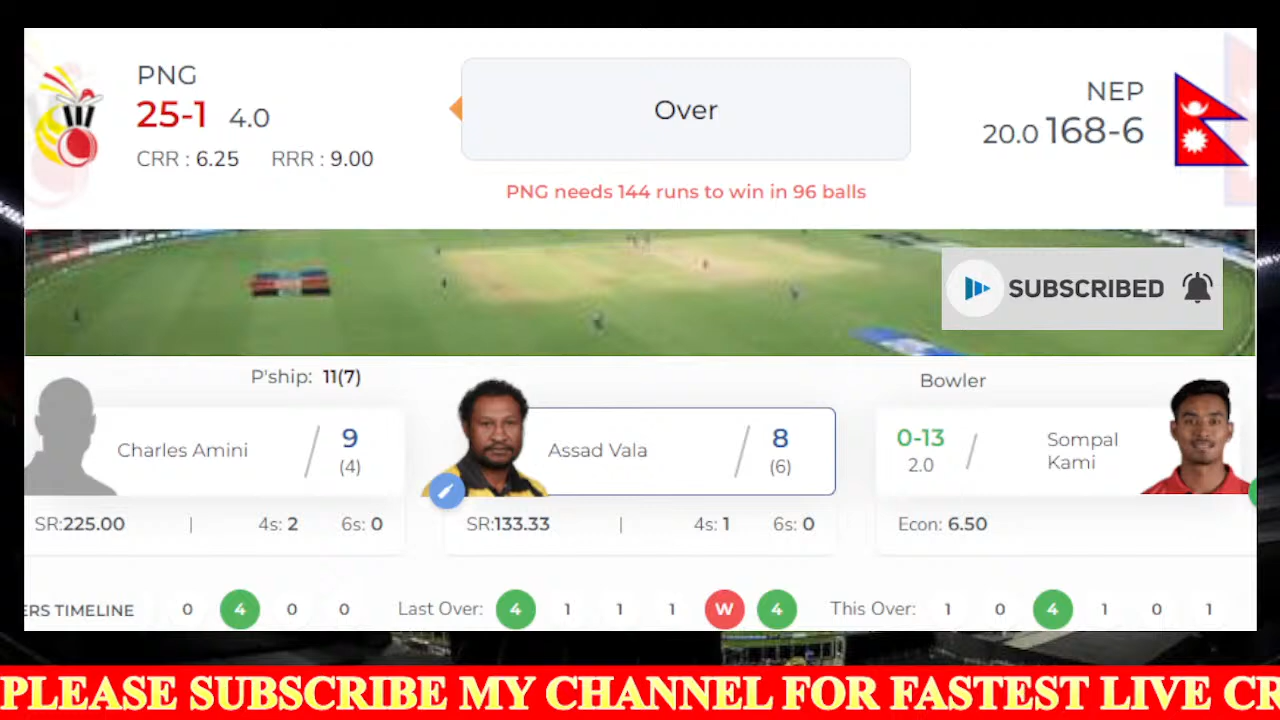 PNG
25-1 4.0
CRR : 6.25 RRR : 9.00
Over
NEP
20.0 168-6
PNG needs 144 runs to win in 96 balls
SUBSCRIBED
P'ship: 11(7)
Bowler
Charles Amini
9
(4)
Assad Vala
8
(6)
0-13
2.0
Sompal
Kami
SR:225.00 | 4s: 2 6s: 0
SR:133.33 | 4s: 1 6s: 0
Econ: 6.50
ERS TIMELINE 0 4 0 0 Last Over: 4 1 1 1 W 4 This Over: 1 0 4 1 0 1
PLEASE SUBSCRIBE MY CHANNEL FOR FASTEST LIVE CR